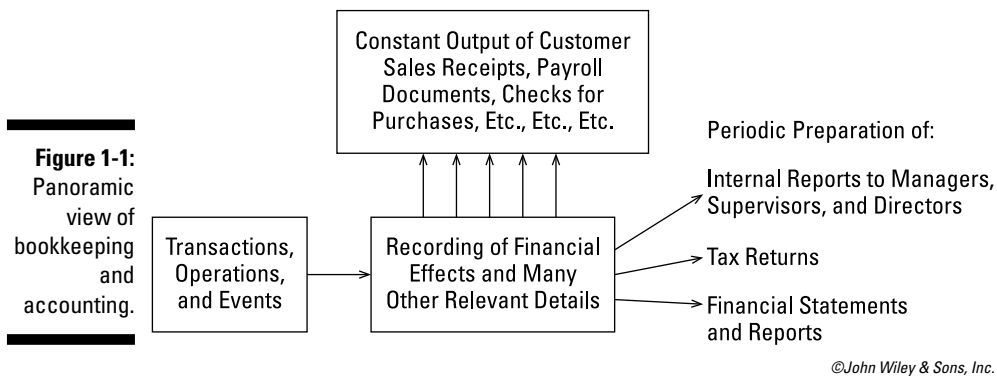 Constant Output of Customer
Sales Receipts, Payroll
Documents, Checks for
Purchases, Etc., Etc., Etc.
Figure 1-1:
Panoramic
view of
bookkeeping
and
accounting.
Transactions,
Operations,
and Events
Recording of Financial
Effects and Many
Other Relevant Details
Periodic Preparation of:
Internal Reports to Managers,
Supervisors, and Directors
Tax Returns
Financial Statements
and Reports
©John Wiley & Sons, Inc.